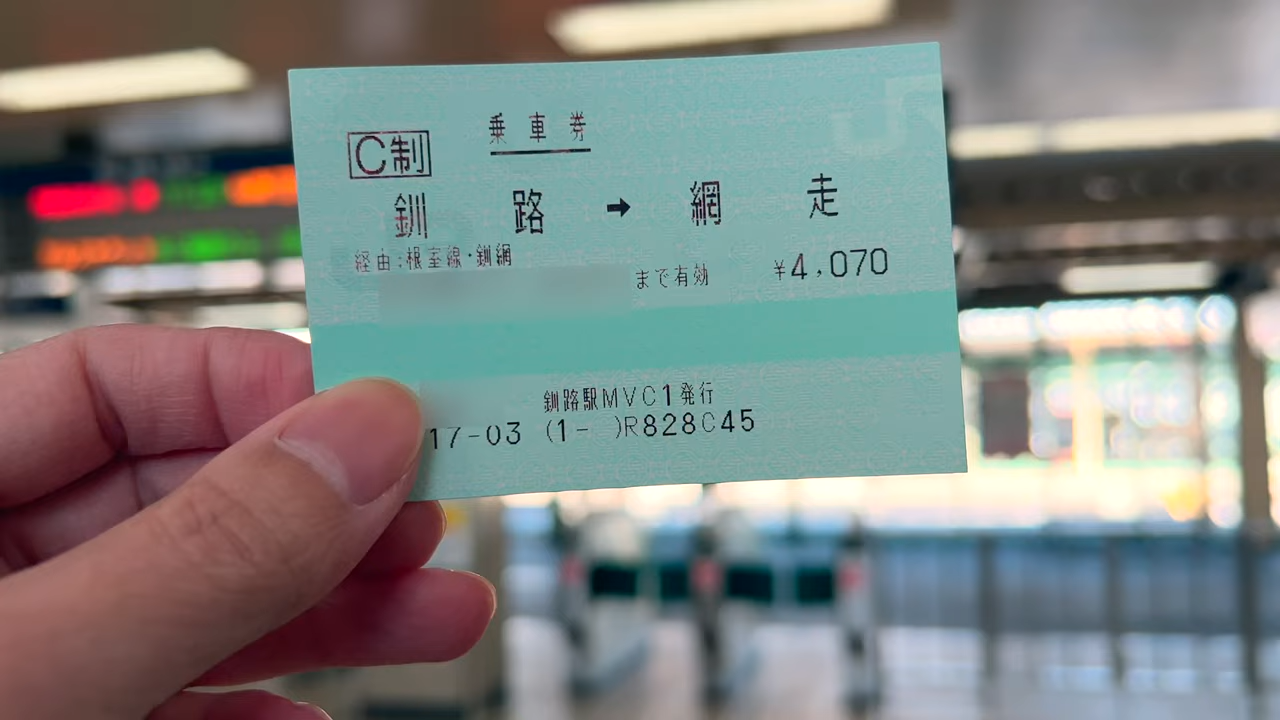 C制 乗車券
釧路 → 網走
経由:根室線・釧網
まで有効 ¥4,070
釧路駅MVC1発行
17-03 (1- )R828C45